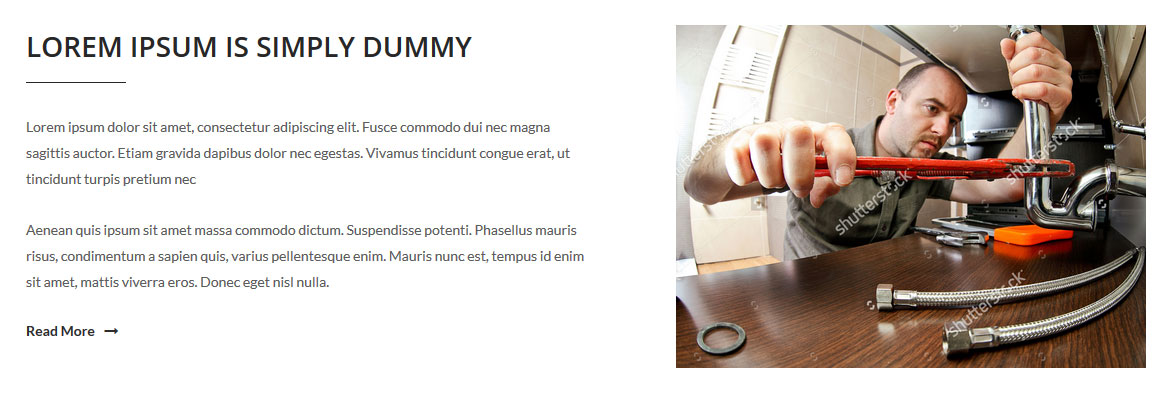 LOREM IPSUM IS SIMPLY DUMMY
Lorem ipsum dolor sit amet, consectetur adipiscing elit. Fusce commodo dui nec magna
sagittis auctor. Etiam gravida dapibus dolor nec egestas. Vivamus tincidunt congue erat, ut
tincidunt turpis pretium nec
Aenean quis ipsum sit amet massa commodo dictum. Suspendisse potenti. Phasellus mauris
risus, condimentum a sapien quis, varius pellentesque enim. Mauris nunc est, tempus id enim
sit amet, mattis viverra eros. Donec eget nisl nulla.
Read More
shutterstock
shutterstock
shutterstock
shutterstock
shutterstock